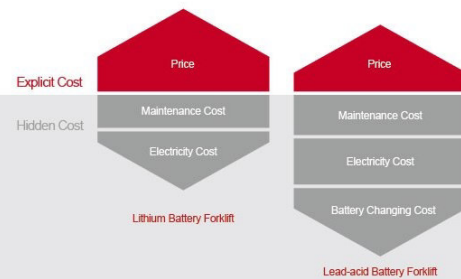 Price
Price
Explicit Cost
Hidden Cost
Maintenance Cost
Maintenance Cost
Electricity Cost
Electricity Cost
Battery Changing Cost
Lithium Battery Forklift
Lead-acid Battery Forklift